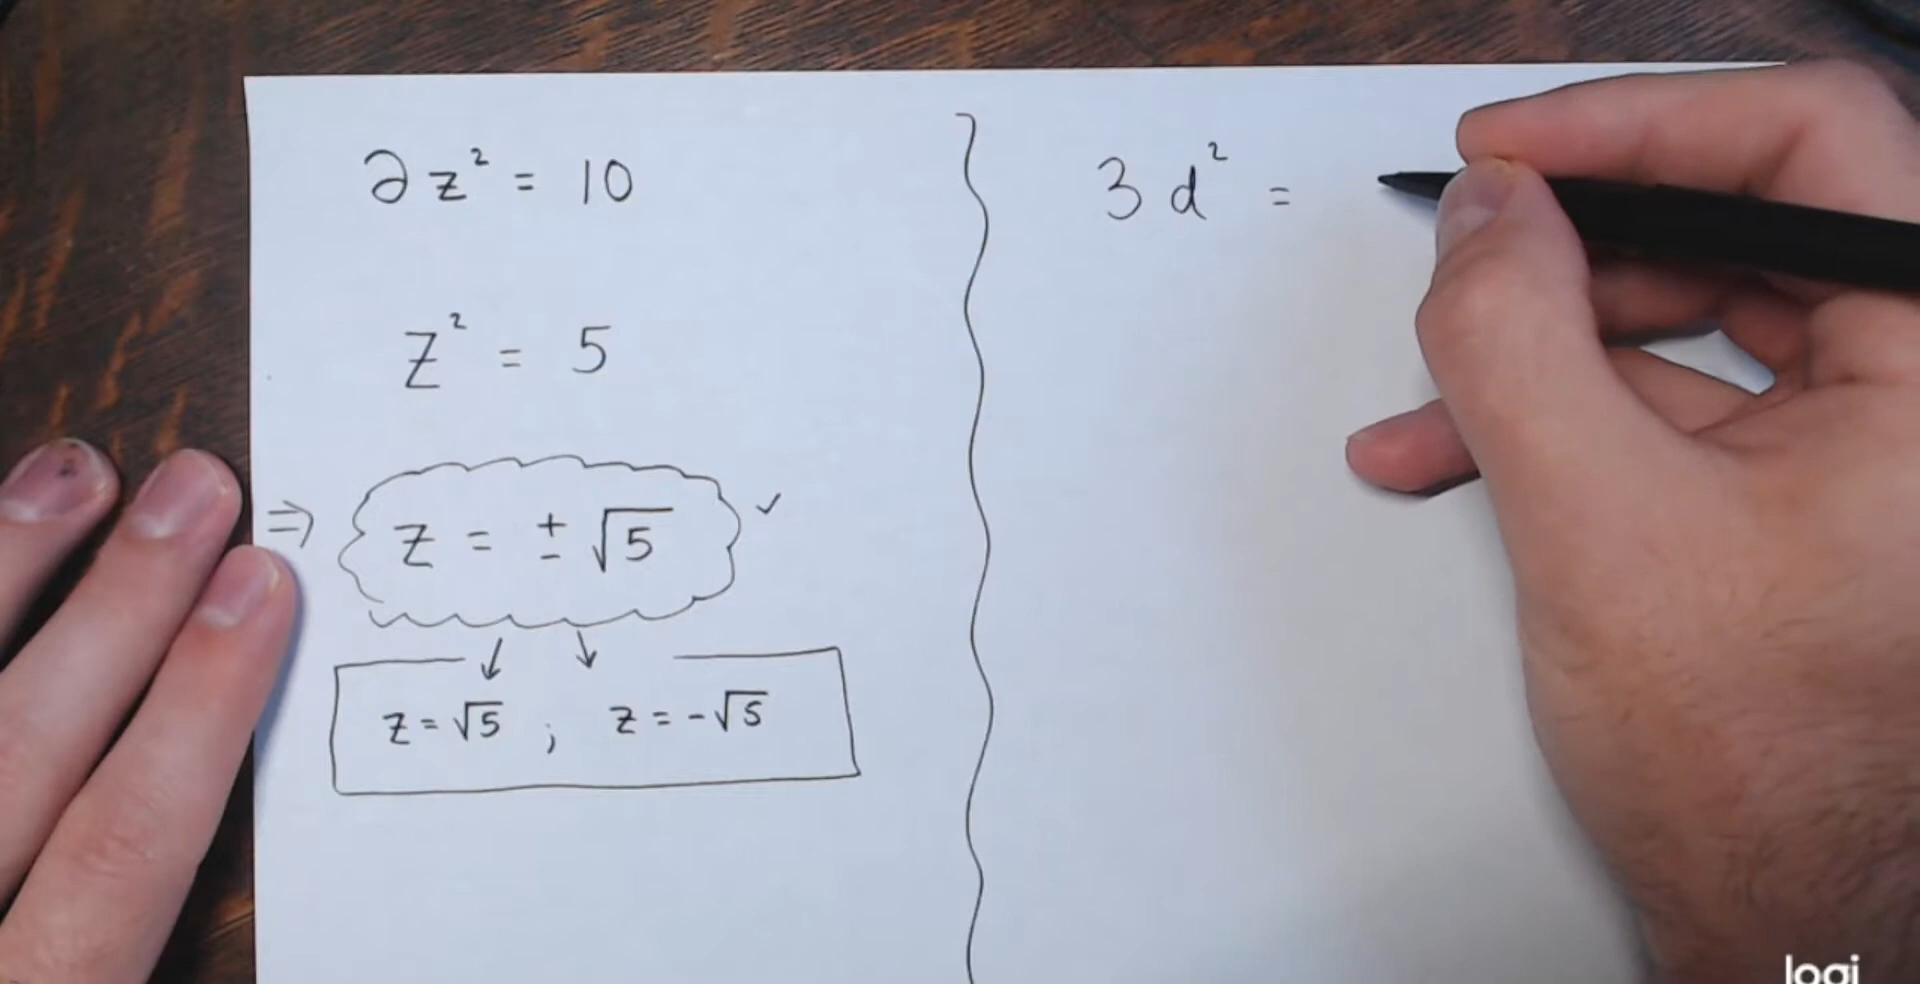 2z² = 10
z² = 5
⇒ z = ± √5 ✓
↓ ↓
z = √5 ; z = -√5
3d² =
logi